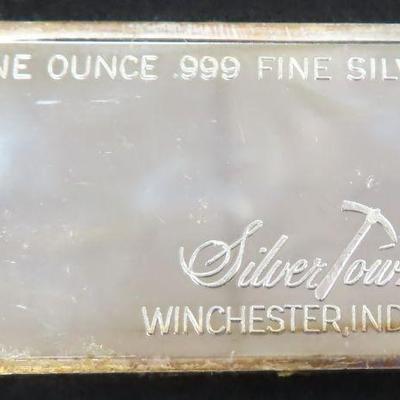 NE OUNCE .999 FINE SILV
SilverTow
WINCHESTER, IND